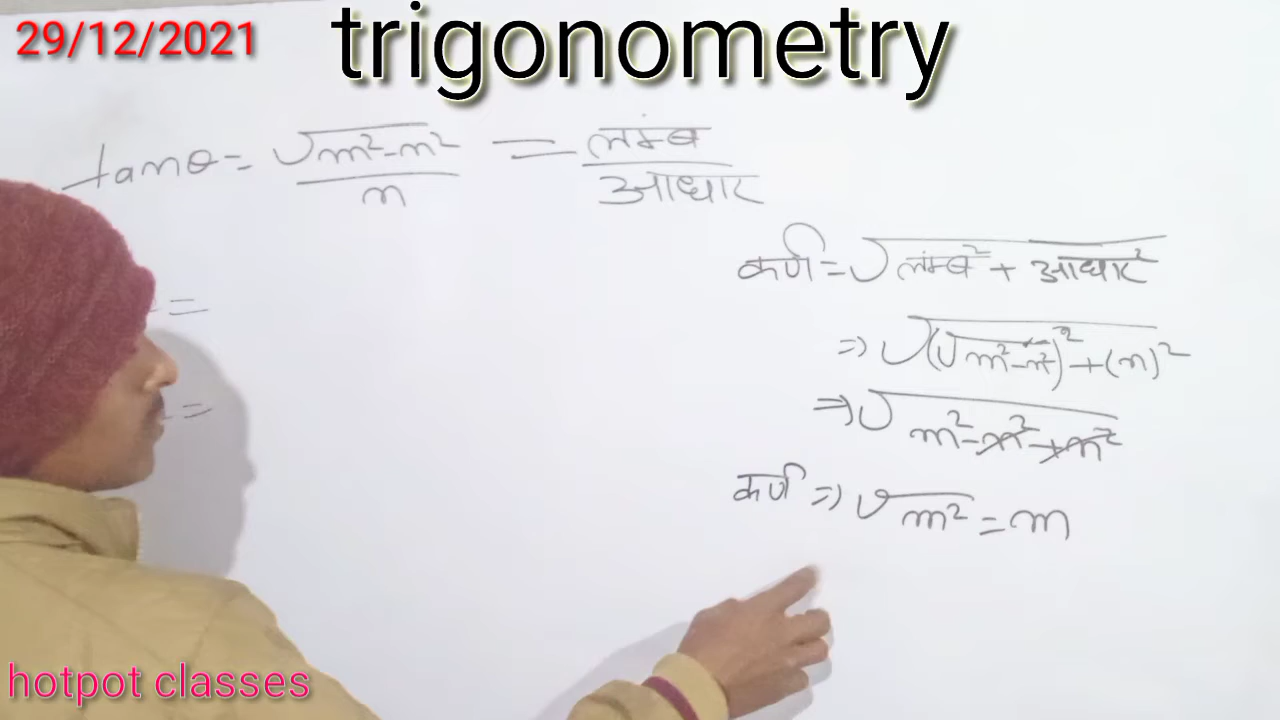 29/12/2021
trigonometry
tanθ = √m²-n² / n = लम्ब / आधार
कर्ण = √लंम्ब² + आधार²
=> √(√m²-n²)² + (n)²
=> √m²-n²+n²
कर्ण => √m² = m
=
=
hotpot classes